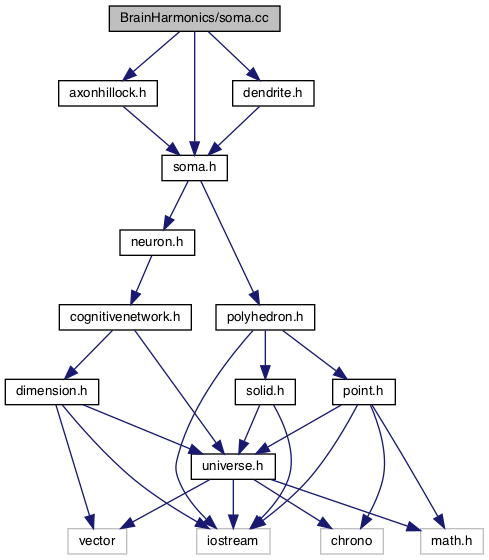 BrainHarmonics/soma.cc
axonhillock.h
dendrite.h
soma.h
neuron.h
cognitivenetwork.h
polyhedron.h
dimension.h
solid.h
point.h
universe.h
vector
iostream
chrono
math.h